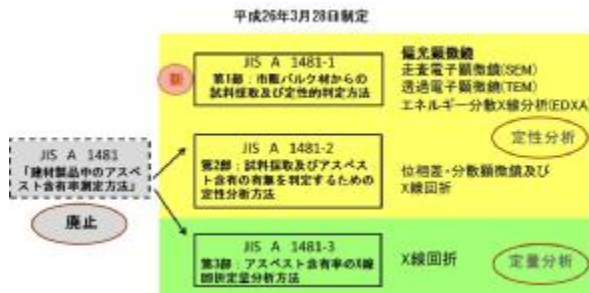 平成26年3月28日制定
JIS A 1481-1
新
第1部：市販バルク材からの
試料採取及び定性的判定方法
偏光顕微鏡
走査電子顕微鏡(SEM)
透過電子顕微鏡(TEM)
エネルギー分散X線分析(EDXA)
定性分析
JIS A 1481
「建材製品中のアスベ
スト含有率測定方法」
廃止
JIS A 1481-2
第2部：試料採取及びアスベ
スト含有の有無を判定するための
定性分析方法
位相差・分散顕微鏡及び
X線回折
JIS A 1481-3
第3部：アスベスト含有率のX線
回折定量分析方法
X線回折
定量分析